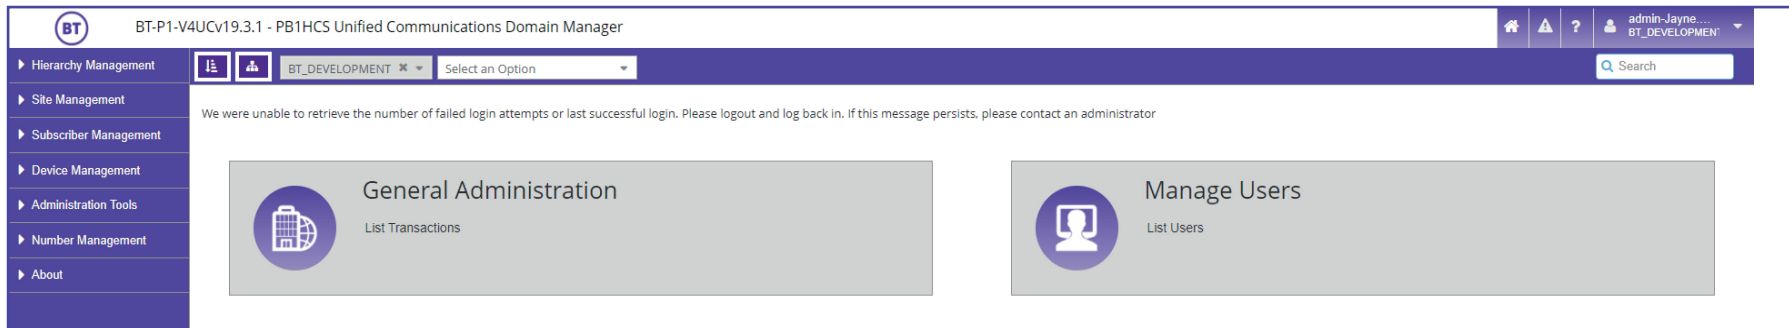 BT
BT-P1-V4UCv19.3.1 - PB1HCS Unified Communications Domain Manager
?
admin-Jayne....
BT_DEVELOPMENT
Hierarchy Management
BT_DEVELOPMENT
Select an Option
Search
Site Management
We were unable to retrieve the number of failed login attempts or last successful login. Please logout and log back in. If this message persists, please contact an administrator
Subscriber Management
Device Management
Administration Tools
Number Management
About
General Administration
List Transactions
Manage Users
List Users